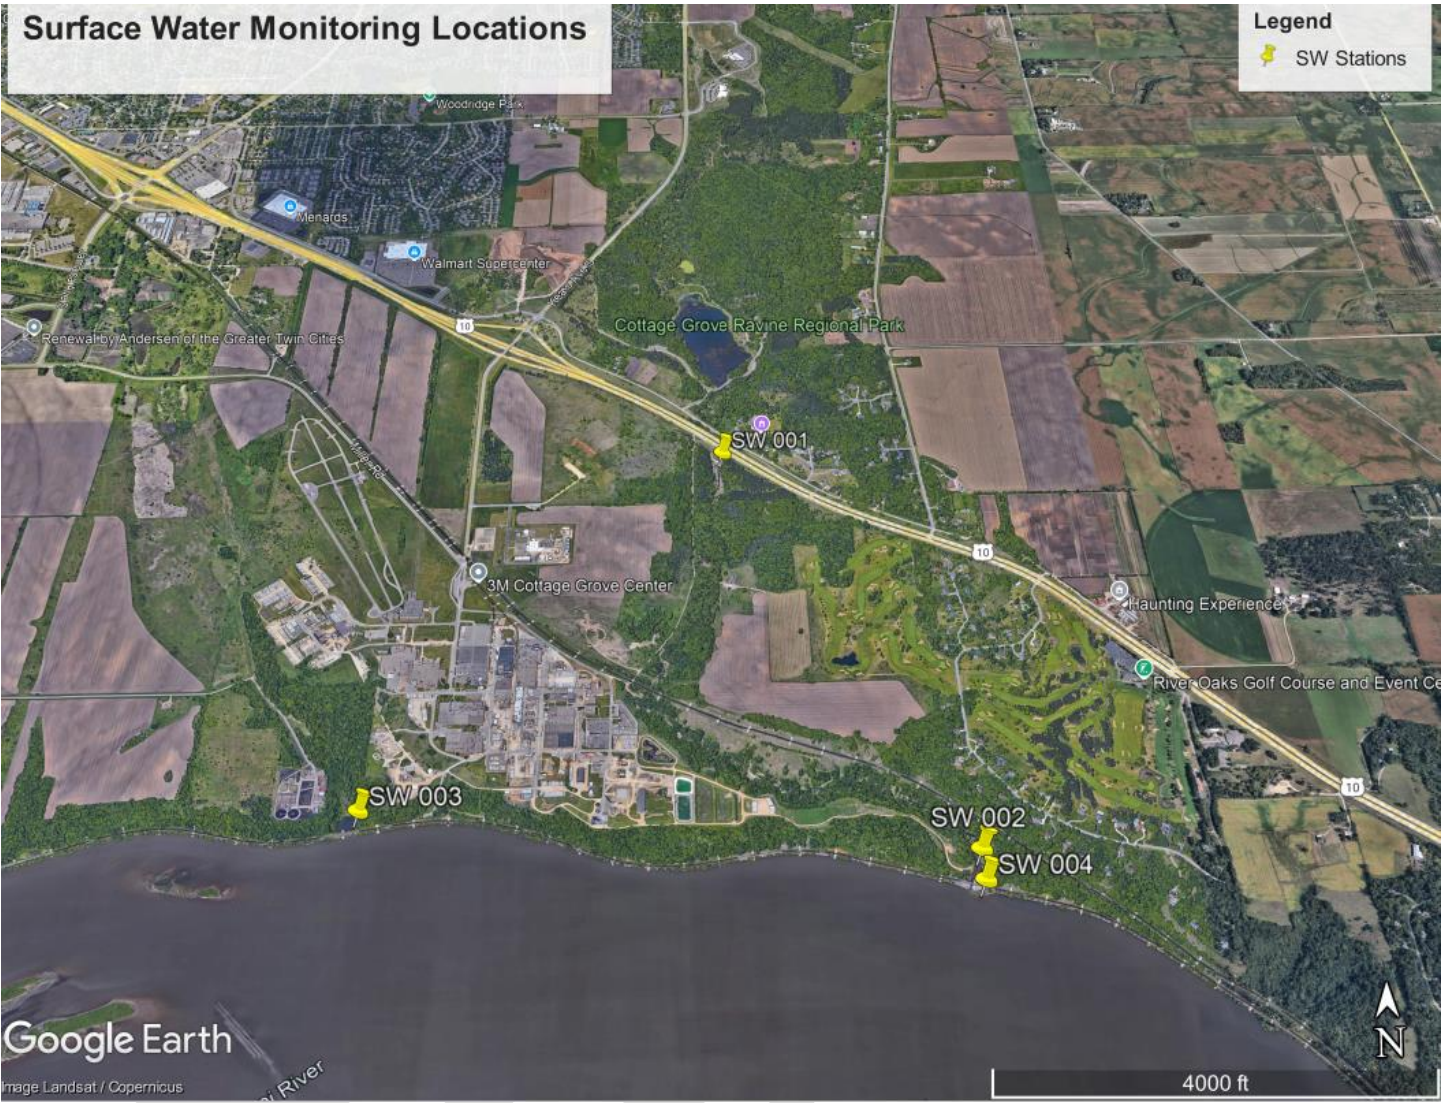 Surface Water Monitoring Locations
Legend
SW Stations
Woodridge Park
Menards
Walmart Supercenter
10
Renewal by Andersen of the Greater Twin Cities
Cottage Grove Ravine Regional Park
SW 001
10
3M Cottage Grove Center
Haunting Experience
River Oaks Golf Course and Event Ce
10
SW 003
SW 002
SW 004
Google Earth
Image Landsat / Copernicus
River
4000 ft
N